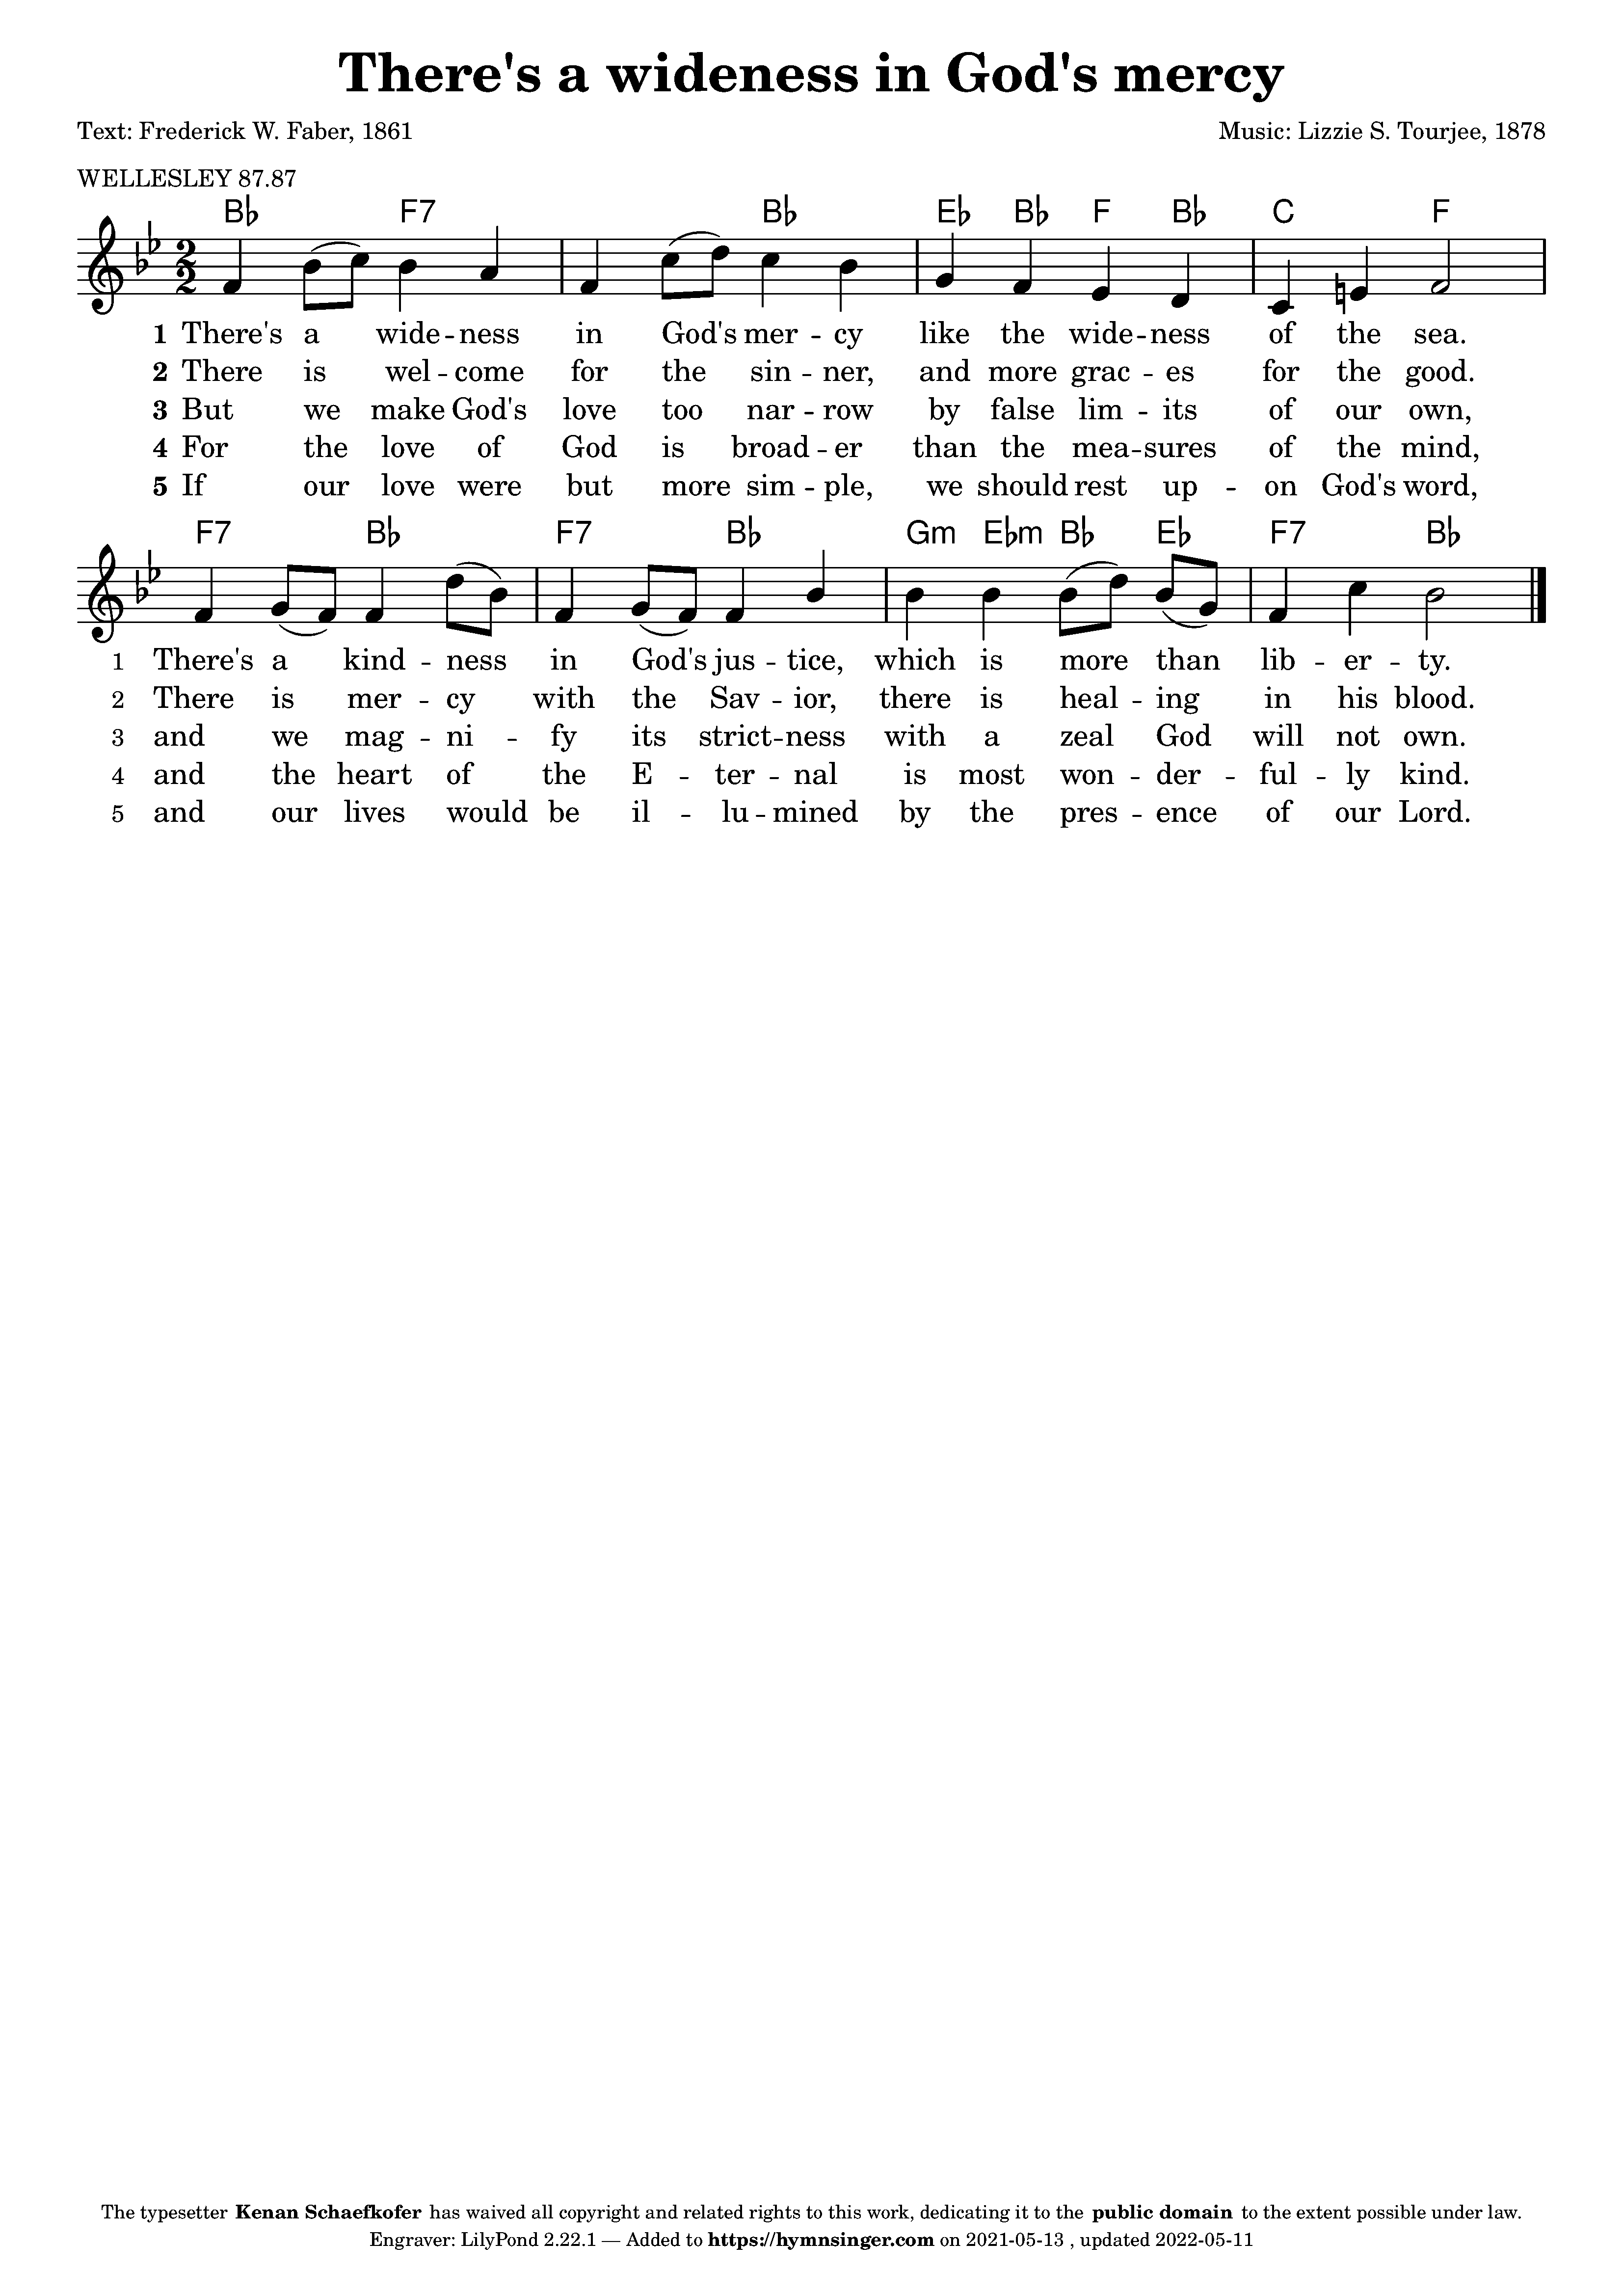 There's a wideness in God's mercy
Text: Frederick W. Faber, 1861 Music: Lizzie S. Tourjee, 1878
WELLESLEY 87.87
B♭ F7 B♭ E♭ B♭ F B♭ C F
2
2
1 There's a wide -- ness in God's mer -- cy like the wide -- ness of the sea.
2 There is wel -- come for the sin -- ner, and more grac -- es for the good.
3 But we make God's love too nar -- row by false lim -- its of our own,
4 For the love of God is broad -- er than the mea -- sures of the mind,
5 If our love were but more sim -- ple, we should rest up -- on God's word,
F7 B♭ F7 B♭ Gm E♭m B♭ E♭ F7 B♭
1 There's a kind -- ness in God's jus -- tice, which is more than lib -- er -- ty.
2 There is mer -- cy with the Sav -- ior, there is heal -- ing in his blood.
3 and we mag -- ni -- fy its strict -- ness with a zeal God will not own.
4 and the heart of the E -- ter -- nal is most won -- der -- ful -- ly kind.
5 and our lives would be il -- lu -- mined by the pres -- ence of our Lord.
The typesetter Kenan Schaefkofer has waived all copyright and related rights to this work, dedicating it to the public domain to the extent possible under law.
Engraver: LilyPond 2.22.1 — Added to https://hymnsinger.com on 2021-05-13 , updated 2022-05-11